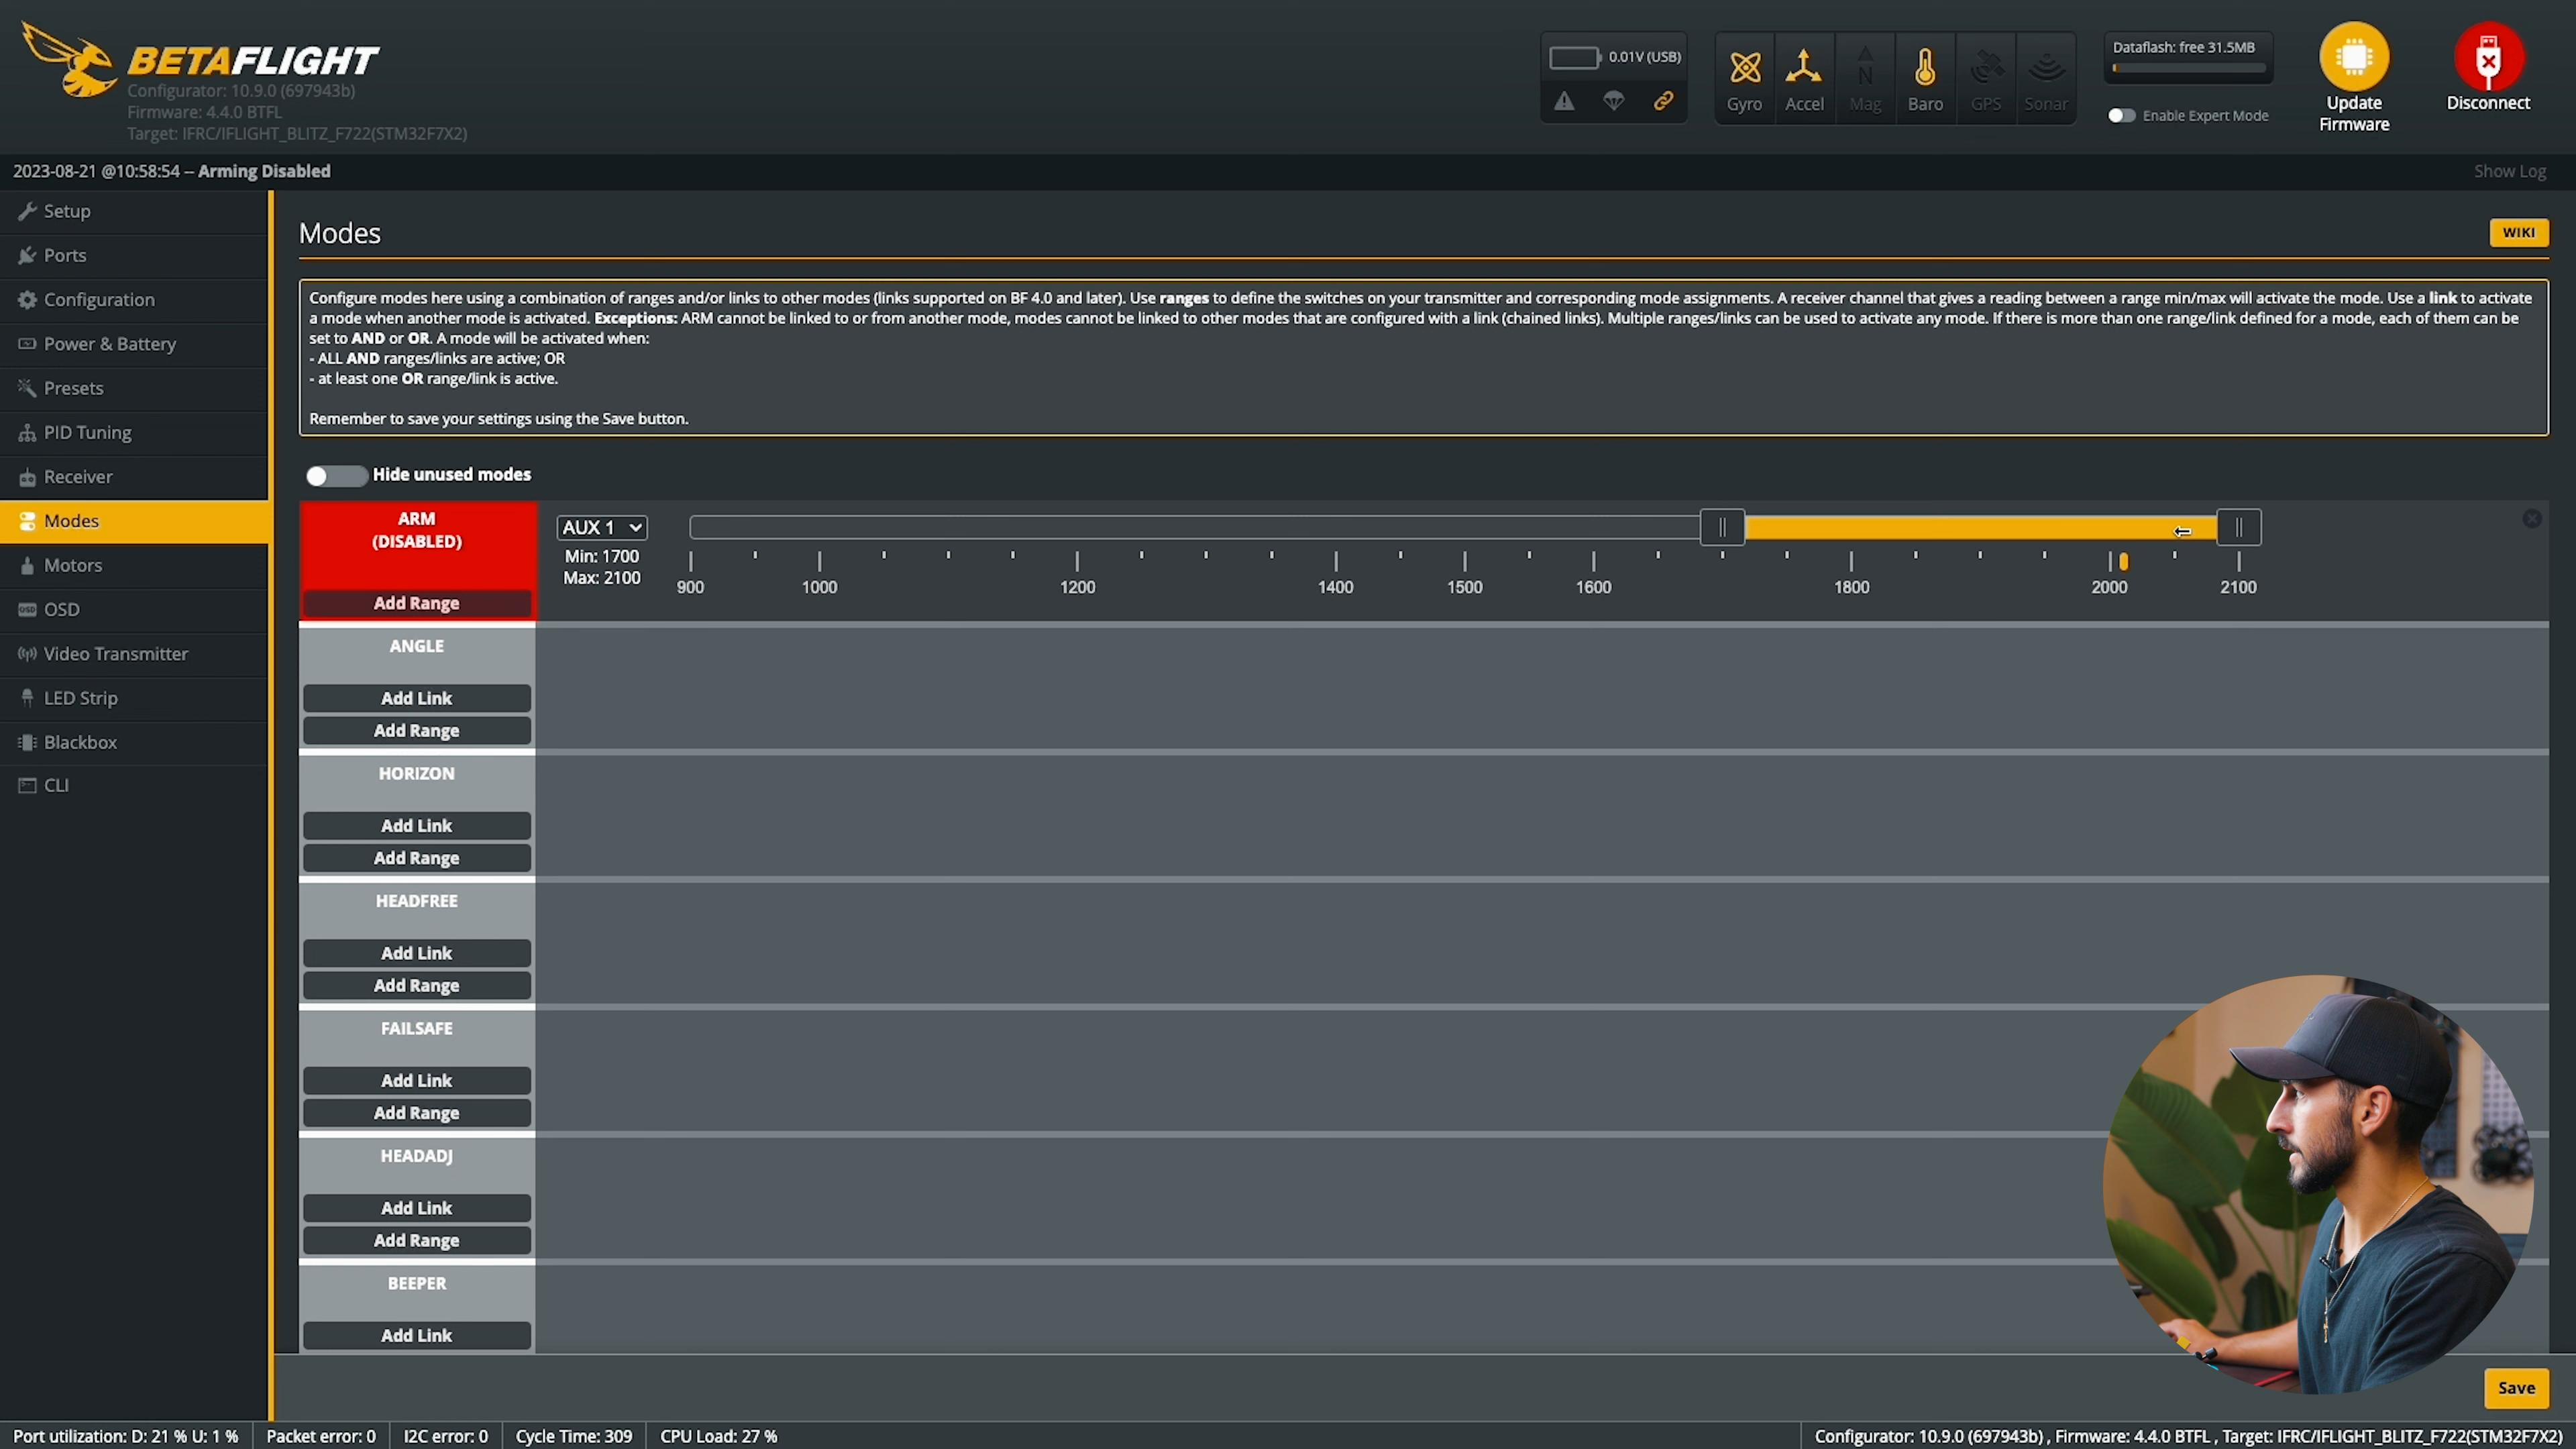 BETAFLIGHT
Configurator: 10.9.0 (697943b)
Firmware: 4.4.0 BTFL
Target: IFRC/IFLIGHT_BLITZ_F722(STM32F7X2)
0.01V (USB)
Gyro
Accel
Mag
Baro
GPS
Sonar
Dataflash: free 31.5MB
Enable Expert Mode
Update
Firmware
Disconnect
2023-08-21 @10:58:54 -- Arming Disabled
Show Log
Setup
Ports
Configuration
Power & Battery
Presets
PID Tuning
Receiver
Modes
Motors
OSD
Video Transmitter
LED Strip
Blackbox
CLI
Modes
WIKI
Configure modes here using a combination of ranges and/or links to other modes (links supported on BF 4.0 and later). Use ranges to define the switches on your transmitter and corresponding mode assignments. A receiver channel that gives a reading between a range min/max will activate the mode. Use a link to activate
a mode when another mode is activated. Exceptions: ARM cannot be linked to or from another mode, modes cannot be linked to other modes that are configured with a link (chained links). Multiple ranges/links can be used to activate any mode. If there is more than one range/link defined for a mode, each of them can be
set to AND or OR. A mode will be activated when:
- ALL AND ranges/links are active; OR
- at least one OR range/link is active.
Remember to save your settings using the Save button.
Hide unused modes
ARM
(DISABLED)
Add Range
AUX 1
Min: 1700
Max: 2100
900 1000 1200 1400 1500 1600 1800 2000 2100
ANGLE
Add Link
Add Range
HORIZON
Add Link
Add Range
HEADFREE
Add Link
Add Range
FAILSAFE
Add Link
Add Range
HEADADJ
Add Link
Add Range
BEEPER
Add Link
Save
Port utilization: D: 21 % U: 1 % Packet error: 0 I2C error: 0 Cycle Time: 309 CPU Load: 27 % Configurator: 10.9.0 (697943b) , Firmware: 4.4.0 BTFL , Target: IFRC/IFLIGHT_BLITZ_F722(STM32F7X2)